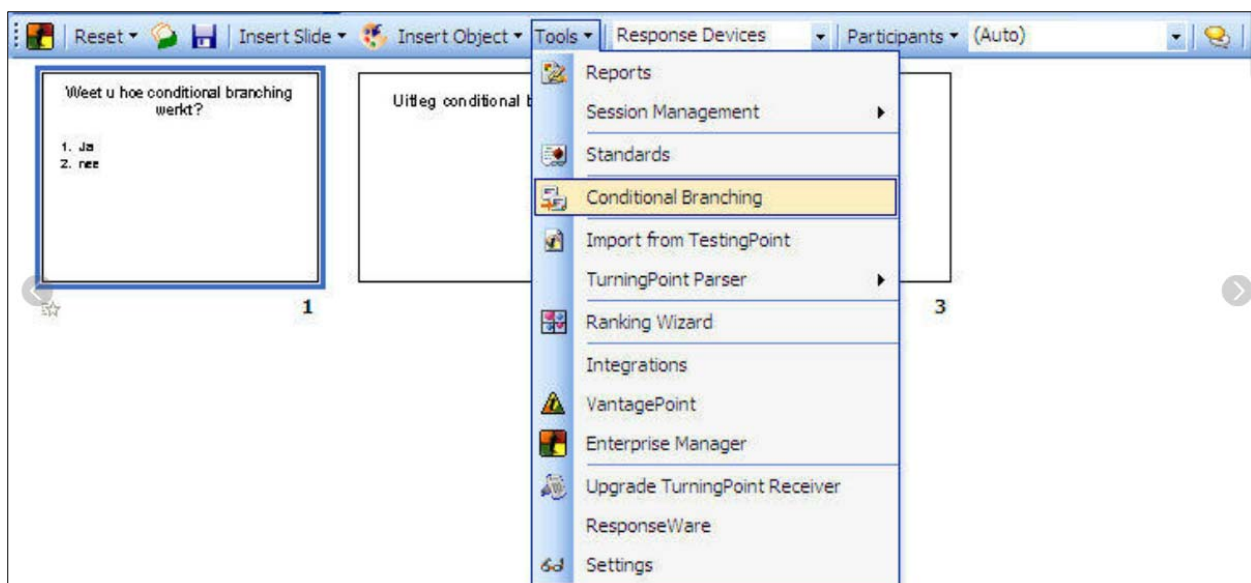 Reset Insert Slide Insert Object Tools Response Devices Participants (Auto)
Weet u hoe conditional branching
werkt?
1. Ja
2. nee
1
Uitleg conditional
3
Reports
Session Management
Standards
Conditional Branching
Import from TestingPoint
TurningPoint Parser
Ranking Wizard
Integrations
VantagePoint
Enterprise Manager
Upgrade TurningPoint Receiver
ResponseWare
Settings